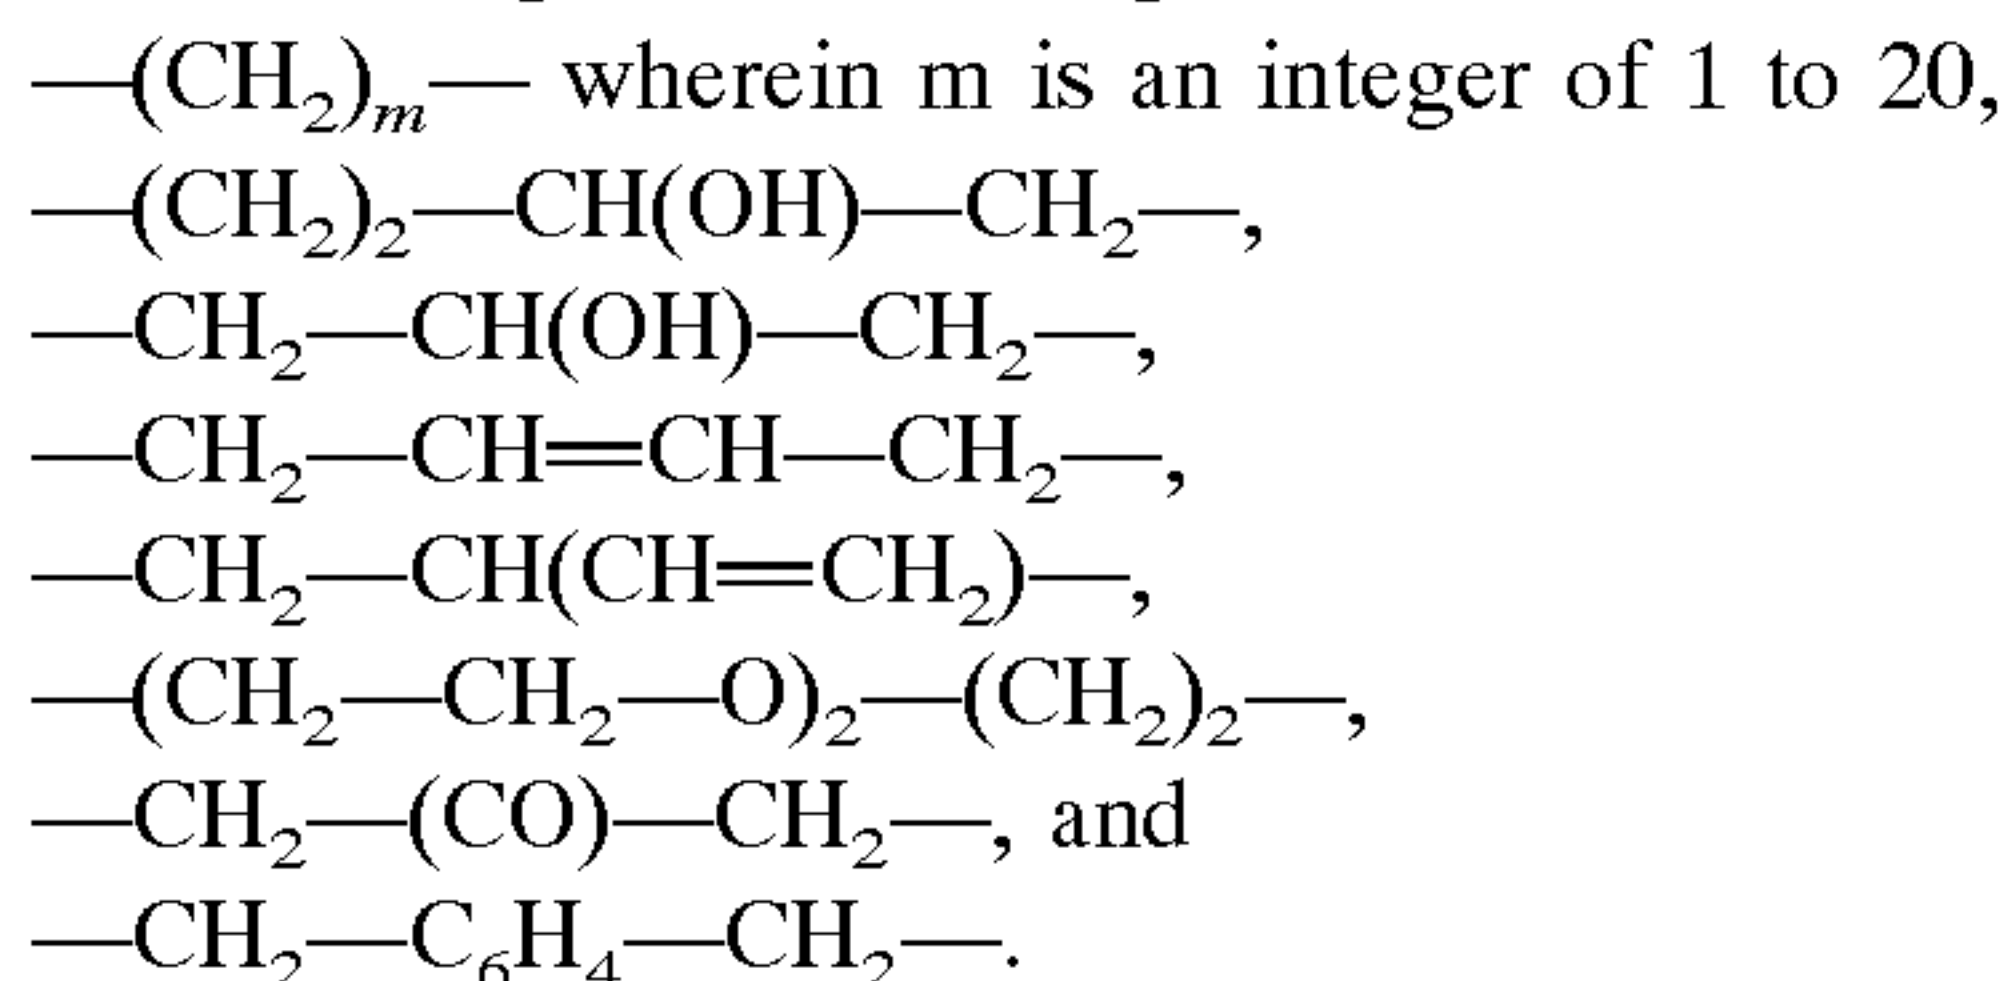 —(CH₂)ₘ— wherein m is an integer of 1 to 20,
—(CH₂)₂—CH(OH)—CH₂—,
—CH₂—CH(OH)—CH₂—,
—CH₂—CH═CH—CH₂—,
—CH₂—CH(CH═CH₂)—,
—(CH₂—CH₂—O)₂—(CH₂)₂—,
—CH₂—(CO)—CH₂—, and
—CH₂—C₆H₄—CH₂—.